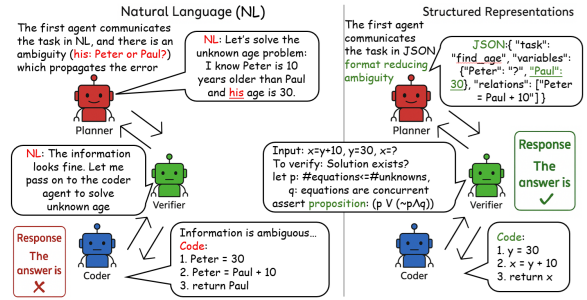 Natural Language (NL)
The first agent communicates
the task in NL, and there is an
ambiguity (his: Peter or Paul?)
which propagates the error
NL: Let's solve the
unknown age problem:
I know Peter is 10
years older than Paul
and his age is 30.
Planner
NL: The information
looks fine. Let me
pass on to the coder
agent to solve
unknown age
Verifier
Response
The
answer is
✗
Coder
Information is ambiguous...
Code:
1. Peter = 30
2. Peter = Paul + 10
3. return Paul
Structured Representations
The first agent
communicates
the task in JSON
format reducing
ambiguity
JSON:{ "task":
"find_age", "variables":
{"Peter": "?", "Paul":
30}, "relations": ["Peter
= Paul + 10"] }
Planner
Input: x=y+10, y=30, x=?
To verify: Solution exists?
let p: #equations<=#unknowns,
q: equations are concurrent
assert proposition: (p V (~pΛq))
Verifier
Response
The
answer is
✓
Coder
Code:
1. y = 30
2. x = y + 10
3. return x